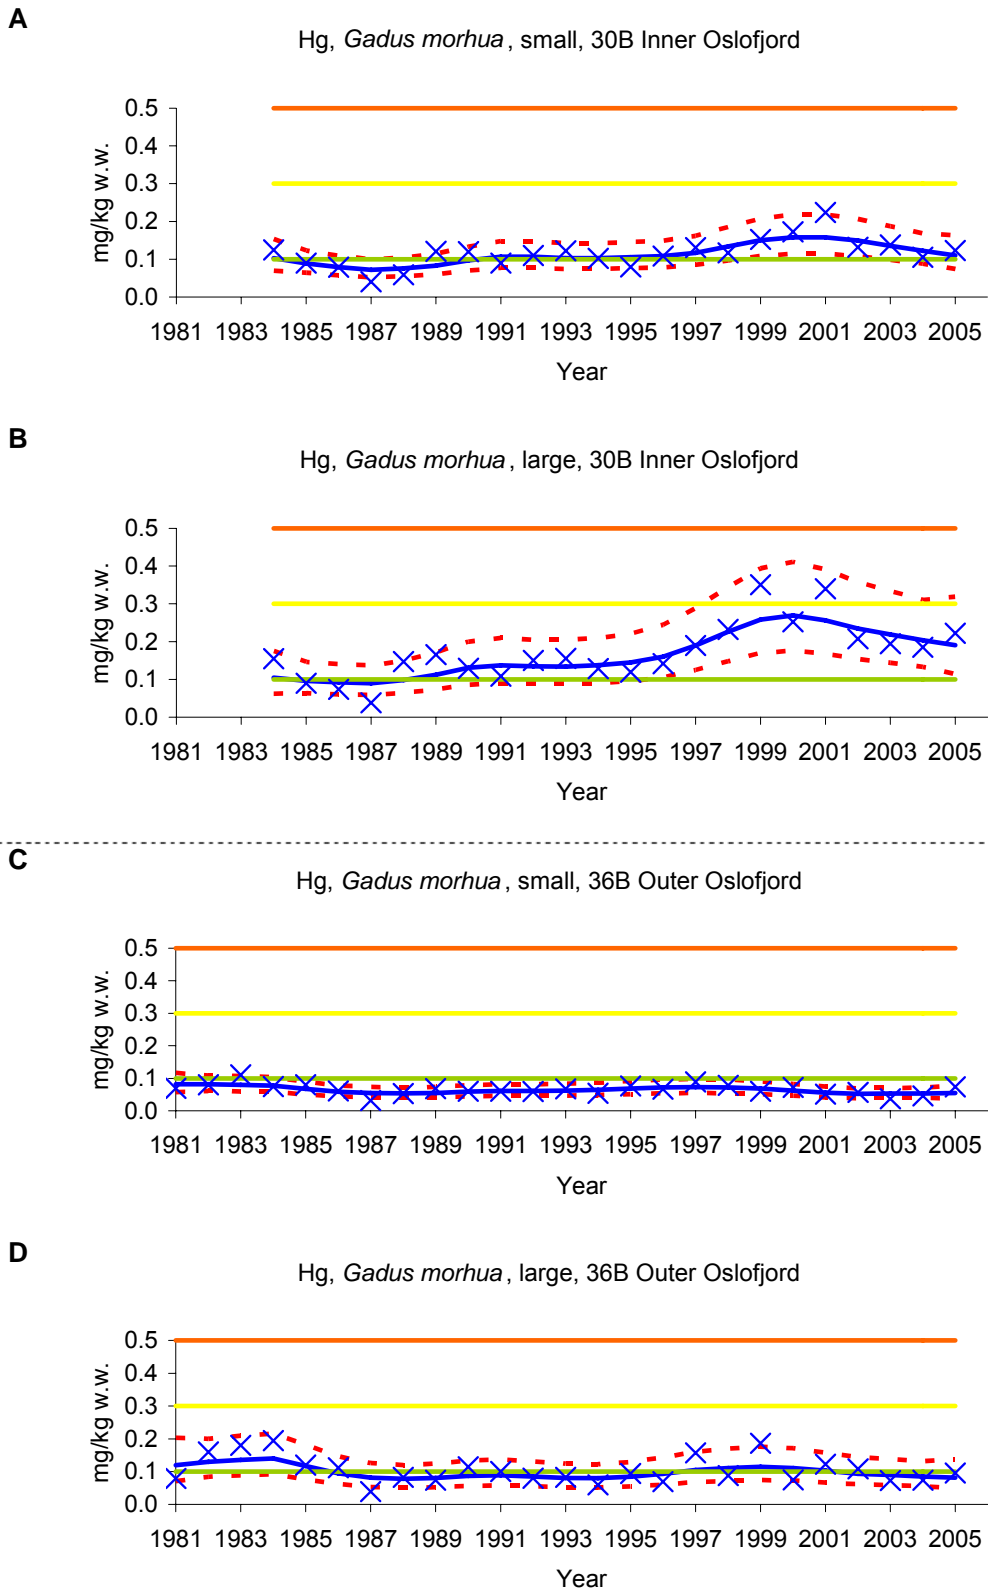 A
Hg, Gadus morhua, small, 30B Inner Oslofjord
0.5
0.4
0.3
0.2
0.1
0.0
mg/kg w.w.
1981 1983 1985 1987 1989 1991 1993 1995 1997 1999 2001 2003 2005
Year
B
Hg, Gadus morhua, large, 30B Inner Oslofjord
0.5
0.4
0.3
0.2
0.1
0.0
mg/kg w.w.
1981 1983 1985 1987 1989 1991 1993 1995 1997 1999 2001 2003 2005
Year
C
Hg, Gadus morhua, small, 36B Outer Oslofjord
0.5
0.4
0.3
0.2
0.1
0.0
mg/kg w.w.
1981 1983 1985 1987 1989 1991 1993 1995 1997 1999 2001 2003 2005
Year
D
Hg, Gadus morhua, large, 36B Outer Oslofjord
0.5
0.4
0.3
0.2
0.1
0.0
mg/kg w.w.
1981 1983 1985 1987 1989 1991 1993 1995 1997 1999 2001 2003 2005
Year